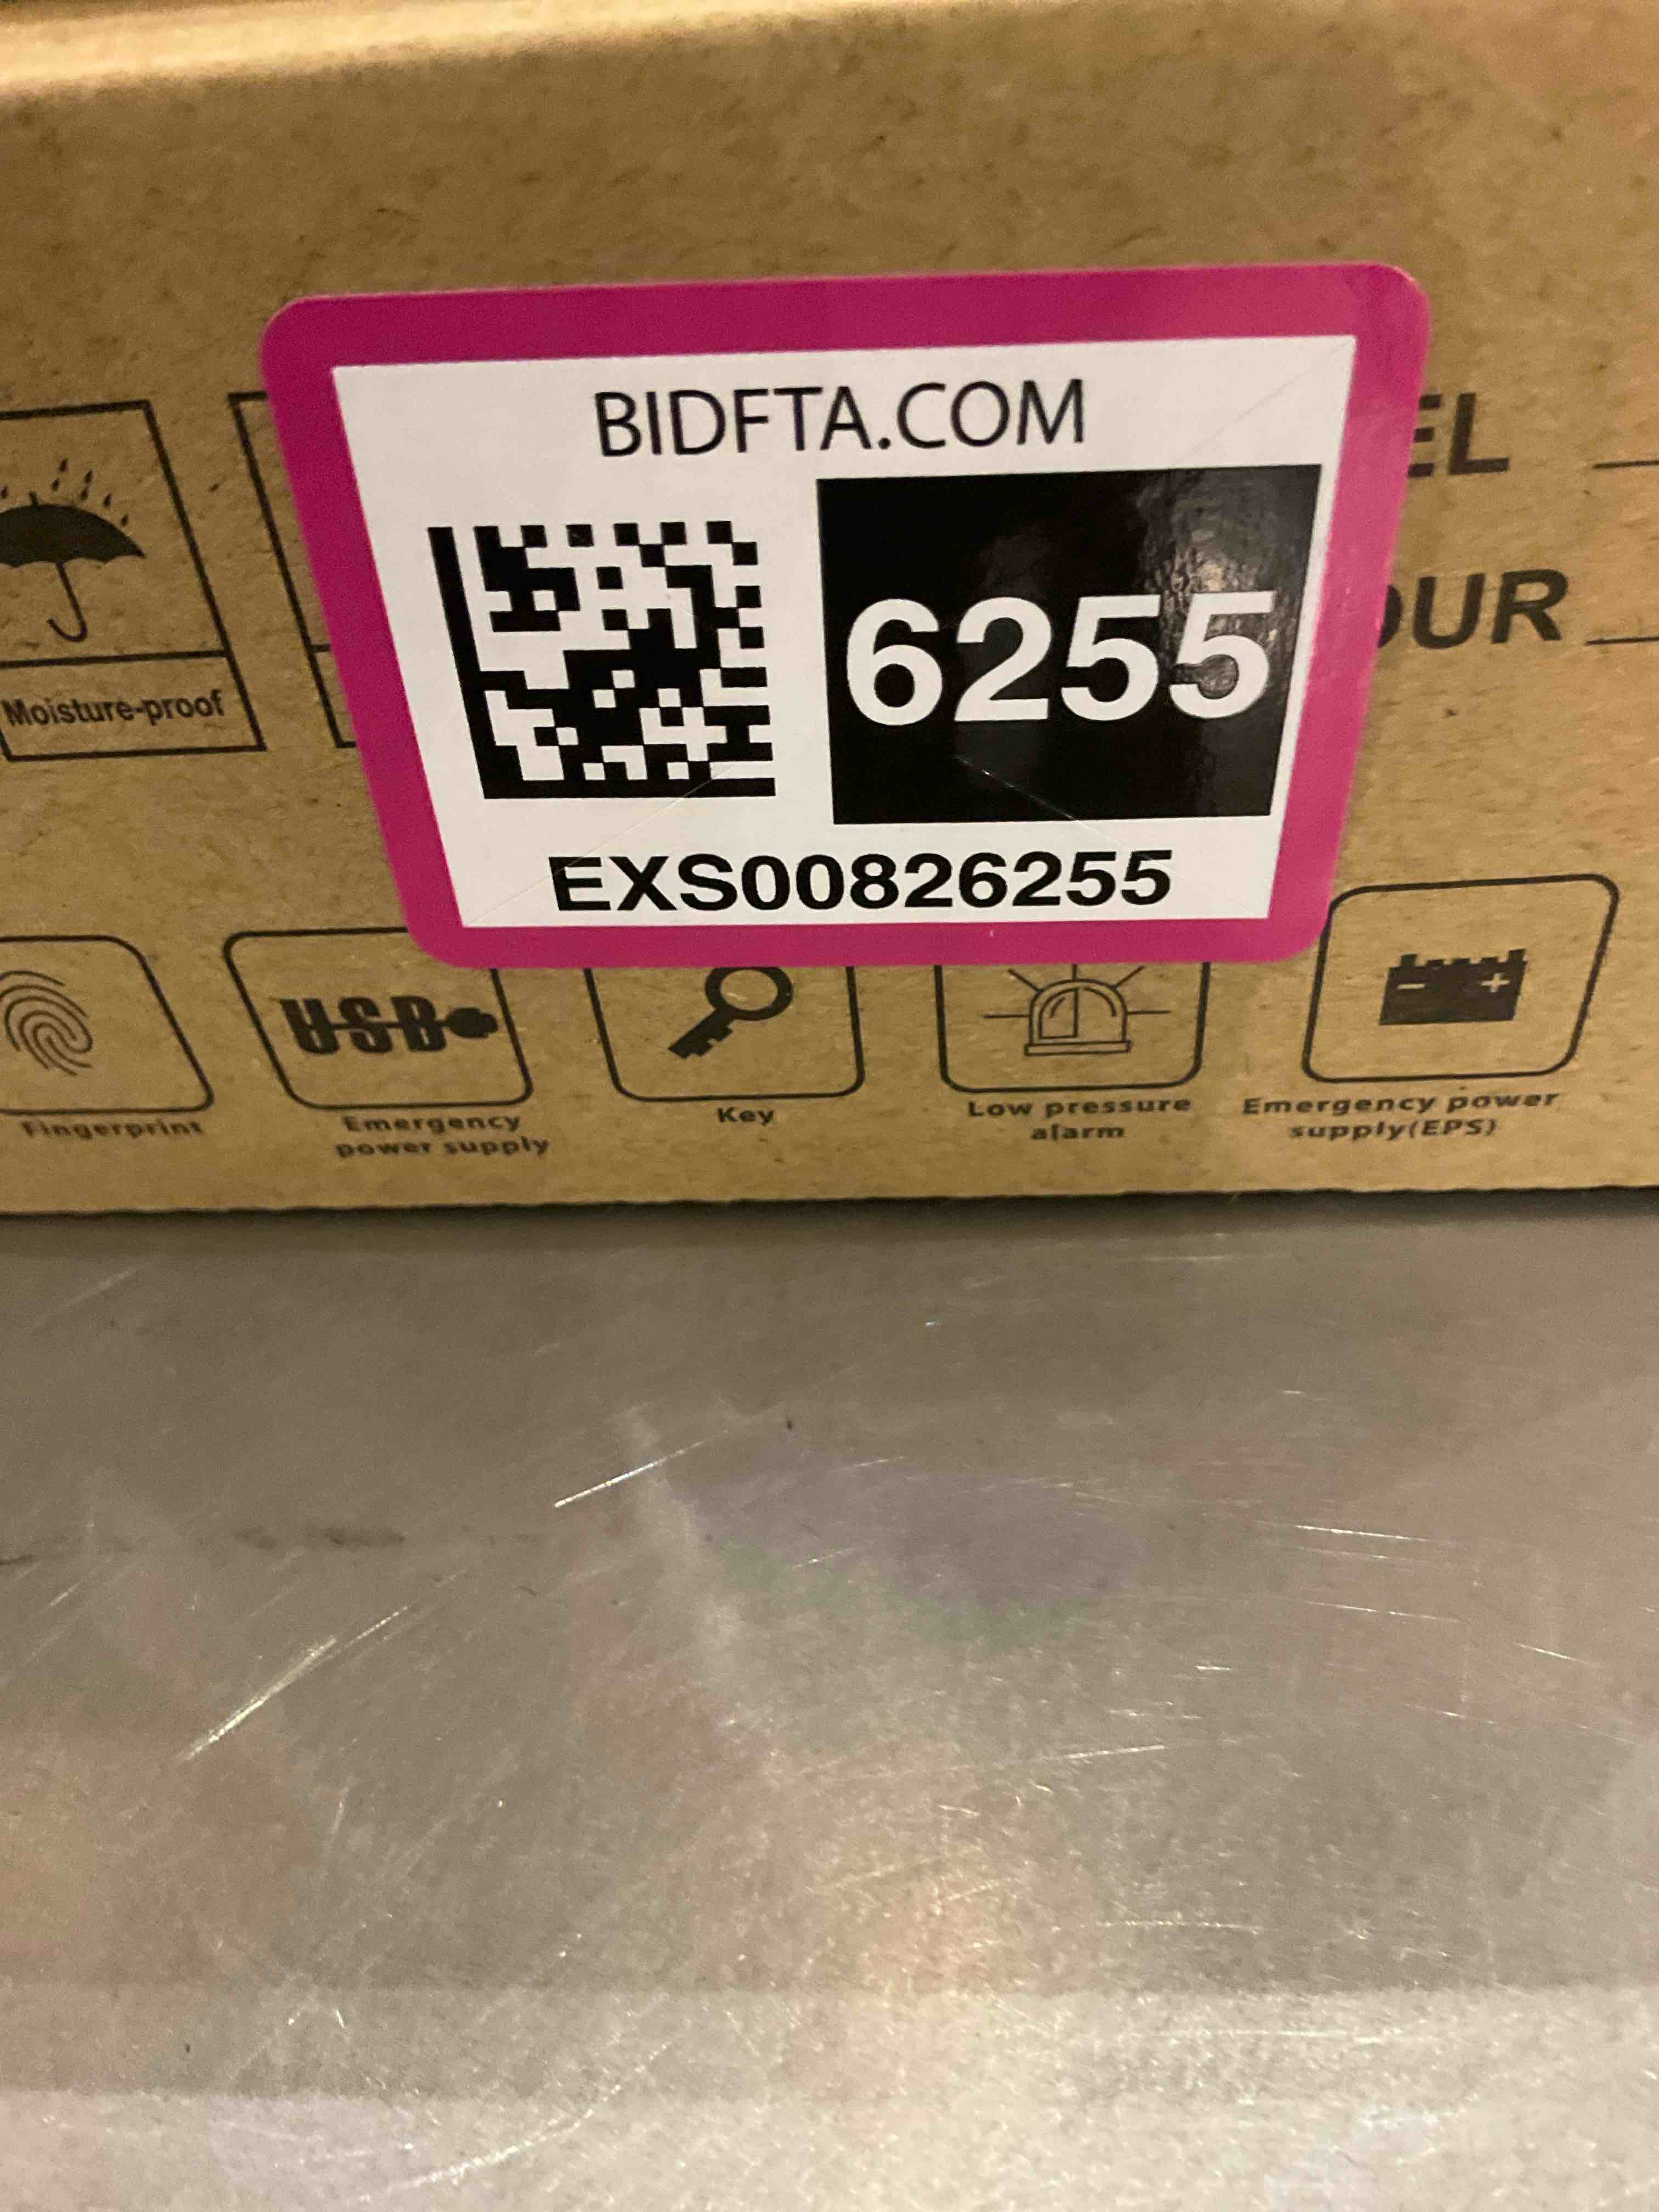 BIDFTA.COM
6255
EXS00826255
EL
OUR
Moisture-proof
USB
- +
Fingerprint
Emergency
power supply
Key
Low pressure
alarm
Emergency power
supply(EPS)